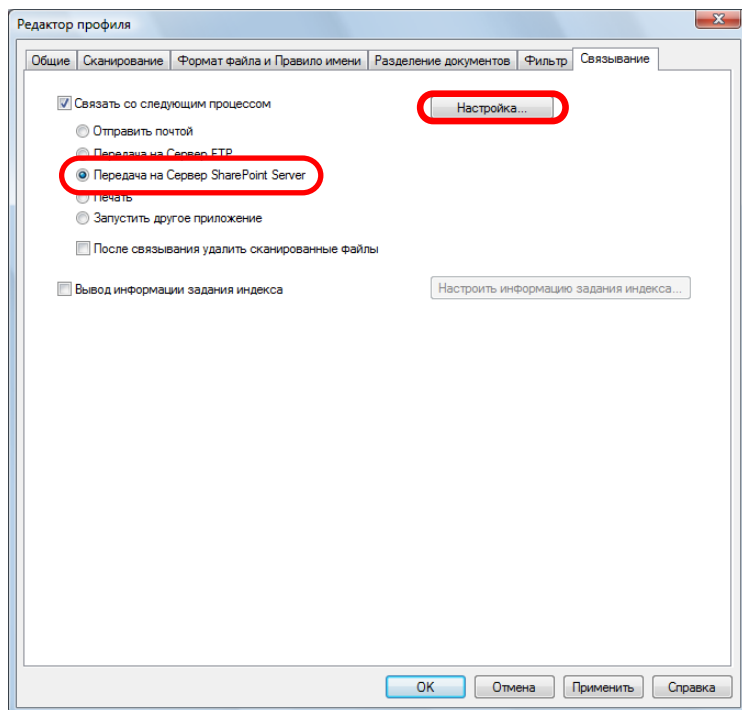 Редактор профиля
Общие Сканирование Формат файла и Правило имени Разделение документов Фильтр Связывание
Связать со следующим процессом Настройка...
Отправить почтой
Передача на Сервер FTP
Передача на Сервер SharePoint Server
Печать
Запустить другое приложение
После связывания удалить сканированные файлы
Вывод информации задания индекса Настроить информацию задания индекса...
OK Отмена Применить Справка